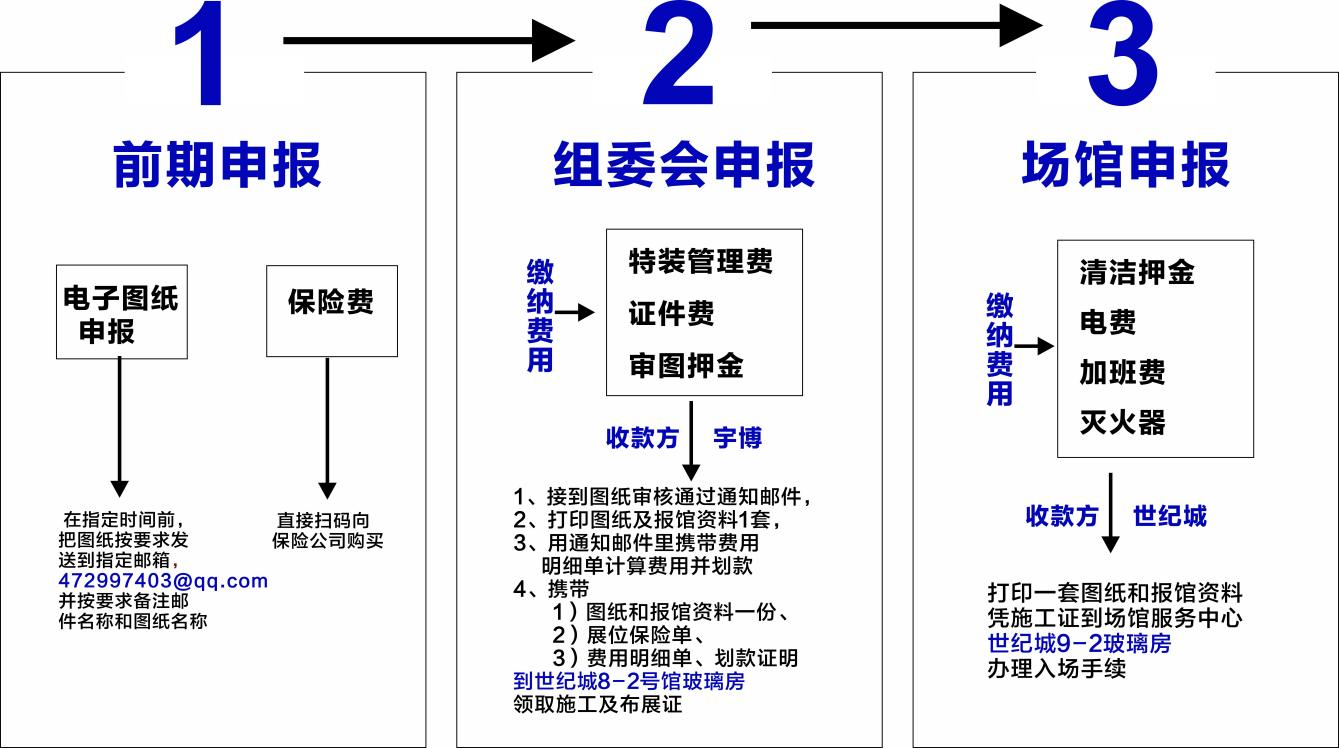 1
前期申报
电子图纸
申报
保险费
在指定时间前，
把图纸按要求发
送到指定邮箱，
472997403@qq.com
并按要求备注邮
件名称和图纸名称
直接扫码向
保险公司购买
2
组委会申报
缴纳费用
特装管理费
证件费
审图押金
收款方 宇博
1、接到图纸审核通过通知邮件，
2、打印图纸及报馆资料1套，
3、用通知邮件里携带费用
明细单计算费用并划款
4、携带
1）图纸和报馆资料一份、
2）展位保险单、
3）费用明细单、划款证明
到世纪城8-2号馆玻璃房
领取施工及布展证
3
场馆申报
缴纳费用
清洁押金
电费
加班费
灭火器
收款方 世纪城
打印一套图纸和报馆资料
凭施工证到场馆服务中心
世纪城9-2玻璃房
办理入场手续